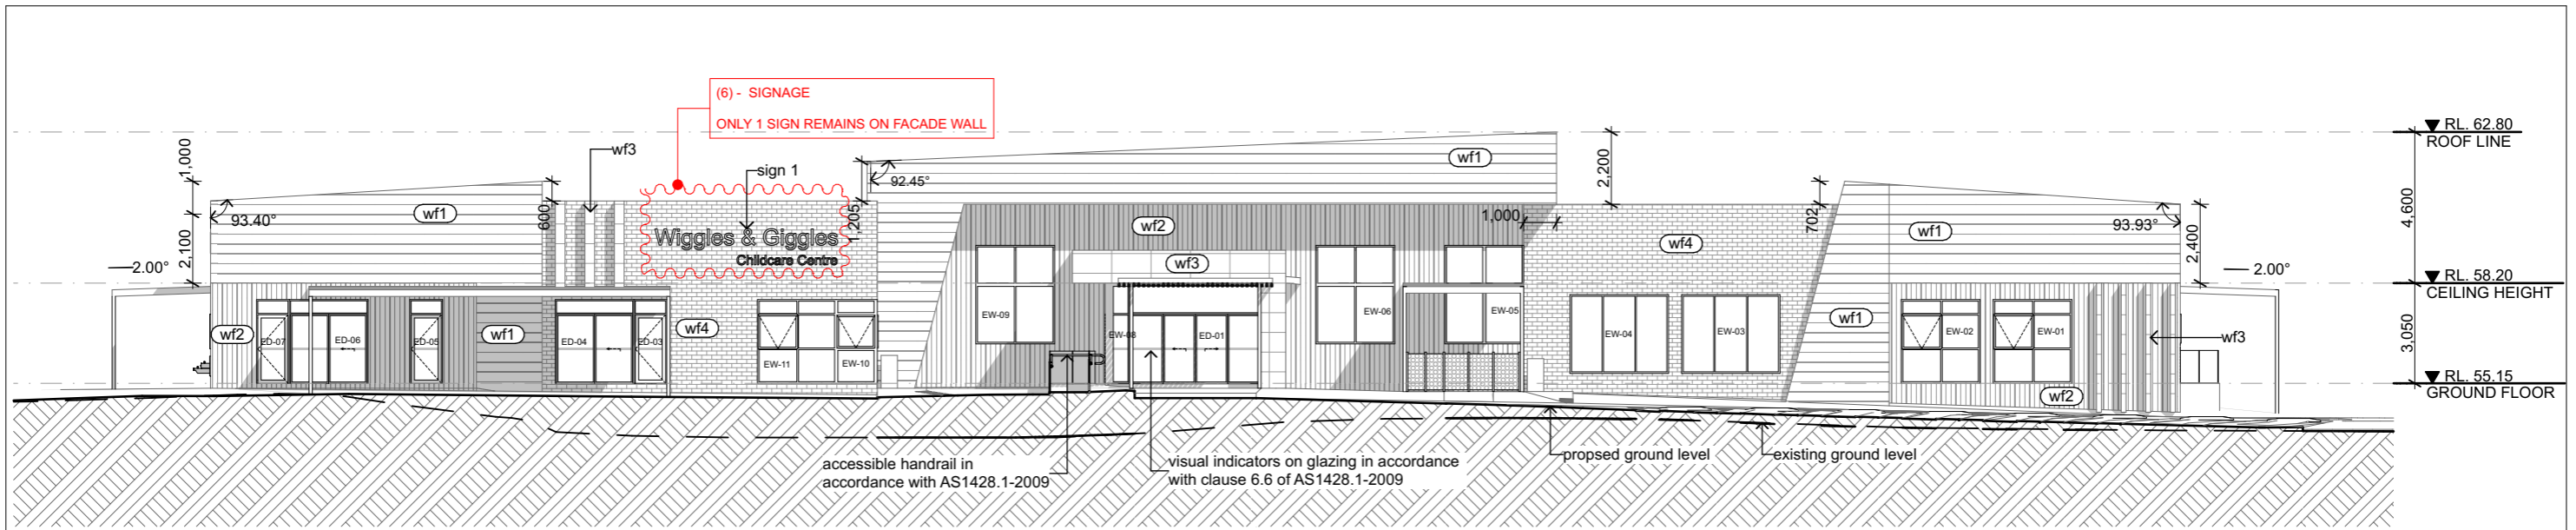 (6) - SIGNAGE
ONLY 1 SIGN REMAINS ON FACADE WALL
RL. 62.80
ROOF LINE
1,000
wf3
sign 1
wf1
92.45°
2,200
93.40°
wf1
600
1,205
1,000
702
wf1
93.93°
2,400
4,600
2,100
Wiggles & Giggles
Childcare Centre
wf2
wf4
wf3
2.00°
2.00°
RL. 58.20
CEILING HEIGHT
wf2
ED-07
ED-06
ED-05
wf1
ED-04
wf4
ED-03
EW-11
EW-10
EW-09
EW-08
ED-01
EW-06
EW-05
EW-04
EW-03
wf1
EW-02
EW-01
wf3
3,050
wf2
RL. 55.15
GROUND FLOOR
accessible handrail in
accordance with AS1428.1-2009
visual indicators on glazing in accordance
with clause 6.6 of AS1428.1-2009
propsed ground level
existing ground level